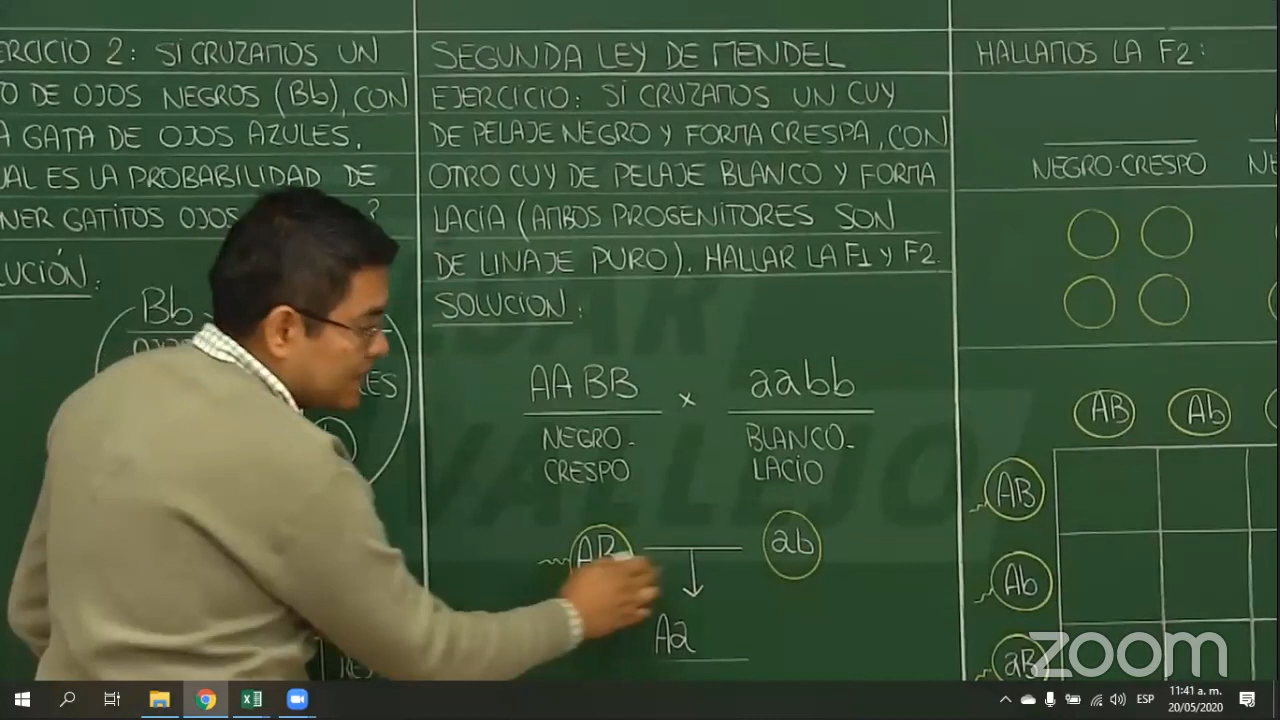 ERCICIO 2: SI CRUZAMOS UN
O DE OJOS NEGROS (Bb), CON
A GATA DE OJOS AZULES.
UAL ES LA PROBABILIDAD DE
NER GATITOS OJOS ?
LUCIÓN:
Bb
SEGUNDA LEY DE MENDEL
EJERCICIO: SI CRUZAMOS UN CUY
DE PELAJE NEGRO Y FORMA CRESPA, CON
OTRO CUY DE PELAJE BLANCO Y FORMA
LACIA (AMBOS PROGENITORES SON
DE LINAJE PURO). HALLAR LA F1 Y F2.
SOLUCION:
AABB x aabb
NEGRO- BLANCO-
CRESPO LACIO
AB ab
Aa
HALLAMOS LA F2:
NEGRO-CRESPO NE
AB Ab
AB
Ab
aB
VALLEJO
zoom
ESP
11:41 a. m.
20/05/2020